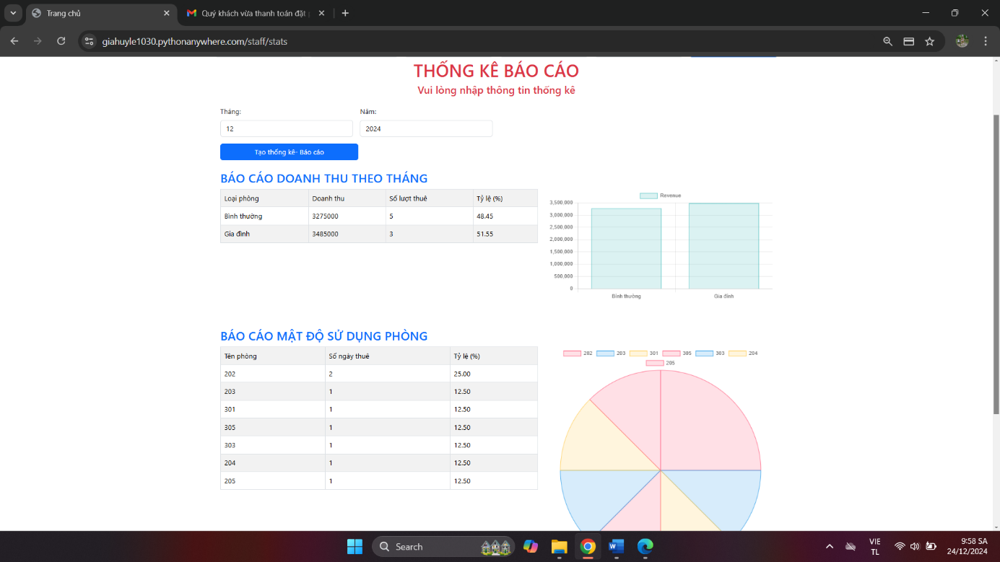 Trang chủ
Quý khách vừa thanh toán đặt
giahuyle1030.pythonanywhere.com/staff/stats
THỐNG KÊ BÁO CÁO
Vui lòng nhập thông tin thống kê
Tháng: Năm:
12 2024
Tạo thống kê- Báo cáo
BÁO CÁO DOANH THU THEO THÁNG
Loại phòng Doanh thu Số lượt thuê Tỷ lệ (%)
Bình thường 3275000 5 48.45
Gia đình 3485000 3 51.55
Revenue
3,500,000
3,000,000
2,500,000
2,000,000
1,500,000
1,000,000
500,000
0
Bình thường Gia đình
BÁO CÁO MẬT ĐỘ SỬ DỤNG PHÒNG
Tên phòng Số ngày thuê Tỷ lệ (%)
202 2 25.00
203 1 12.50
301 1 12.50
305 1 12.50
303 1 12.50
204 1 12.50
205 1 12.50
202 203 301 305 303 204
205
Search
VIE
TL
9:58 SA
24/12/2024